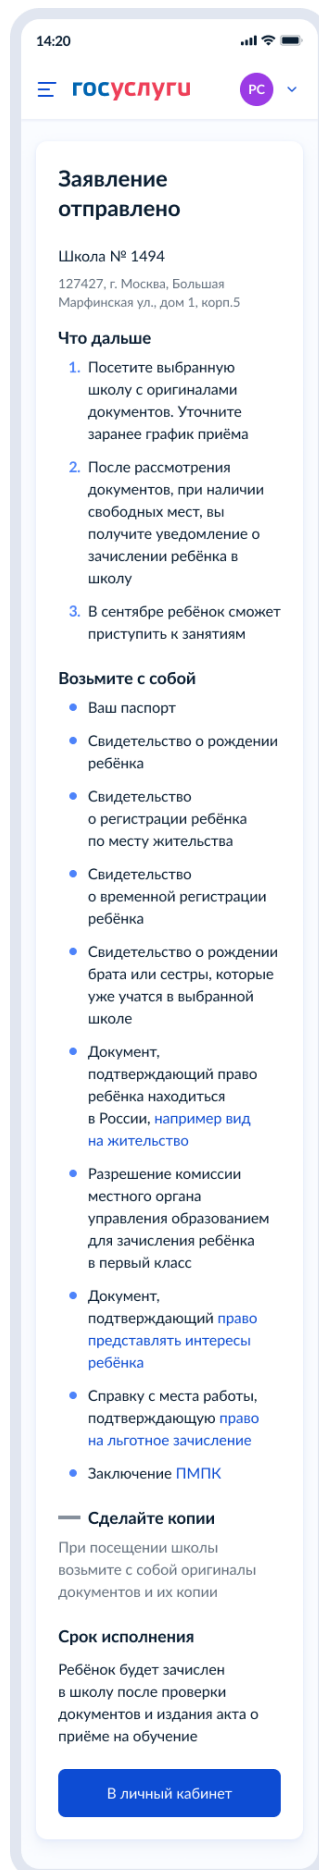 14:20
госуслуги
РС
Заявление
отправлено
Школа № 1494
127427, г. Москва, Большая
Марфинская ул., дом 1, корп.5
Что дальше
1. Посетите выбранную
школу с оригиналами
документов. Уточните
заранее график приёма
2. После рассмотрения
документов, при наличии
свободных мест, вы
получите уведомление о
зачислении ребёнка в
школу
3. В сентябре ребёнок сможет
приступить к занятиям
Возьмите с собой
Ваш паспорт
Свидетельство о рождении
ребёнка
Свидетельство
о регистрации ребёнка
по месту жительства
Свидетельство
о временной регистрации
ребёнка
Свидетельство о рождении
брата или сестры, которые
уже учатся в выбранной
школе
Документ,
подтверждающий право
ребёнка находиться
в России, например вид
на жительство
Разрешение комиссии
местного органа
управления образованием
для зачисления ребёнка
в первый класс
Документ,
подтверждающий право
представлять интересы
ребёнка
Справку с места работы,
подтверждающую право
на льготное зачисление
Заключение ПМПК
Сделайте копии
При посещении школы
возьмите с собой оригиналы
документов и их копии
Срок исполнения
Ребёнок будет зачислен
в школу после проверки
документов и издания акта о
приёме на обучение
В личный кабинет